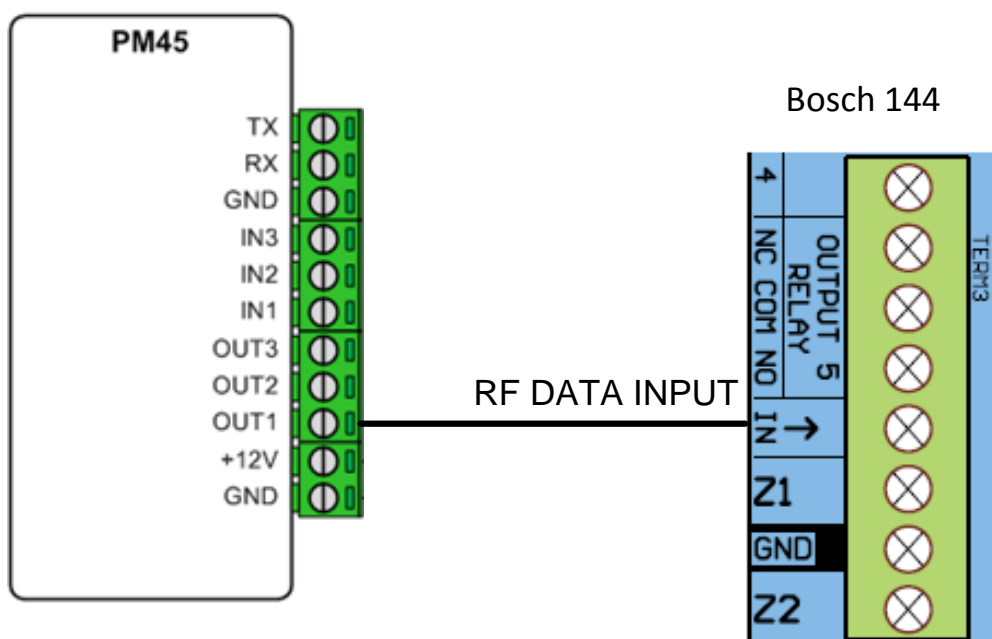 PM45
TX
RX
GND
IN3
IN2
IN1
OUT3
OUT2
OUT1
+12V
GND
RF DATA INPUT
Bosch 144
4
NC COM NO
OUTPUT 5
RELAY
IN →
Z1
GND
Z2
TERM3